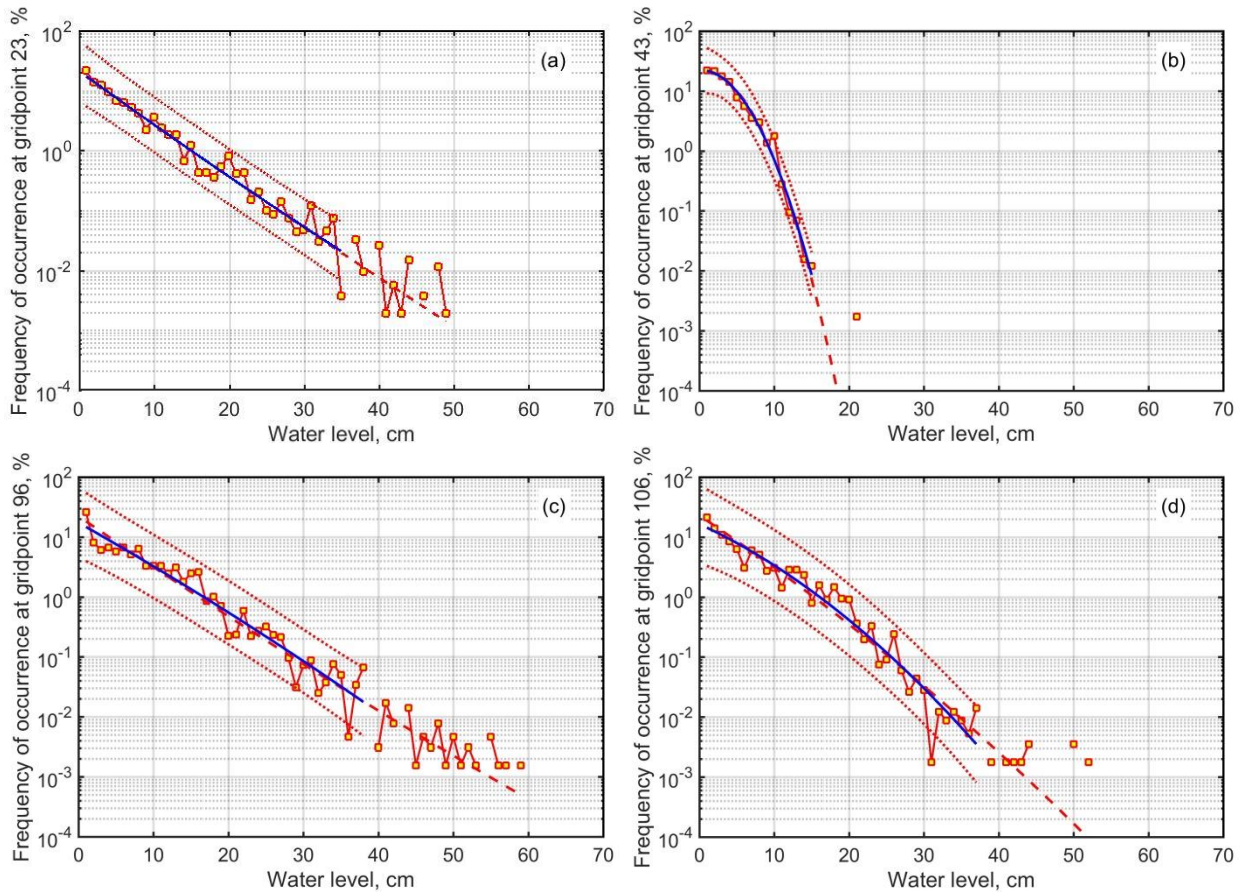 Frequency of occurrence at gridpoint 23, %
10^2
10^1
10^0
10^-1
10^-2
10^-3
10^-4
(a)
0 10 20 30 40 50 60 70
Water level, cm
Frequency of occurrence at gridpoint 43, %
10^2
10^1
10^0
10^-1
10^-2
10^-3
10^-4
(b)
0 10 20 30 40 50 60 70
Water level, cm
Frequency of occurrence at gridpoint 96, %
10^2
10^1
10^0
10^-1
10^-2
10^-3
10^-4
(c)
0 10 20 30 40 50 60 70
Water level, cm
Frequency of occurrence at gridpoint 106, %
10^2
10^1
10^0
10^-1
10^-2
10^-3
10^-4
(d)
0 10 20 30 40 50 60 70
Water level, cm